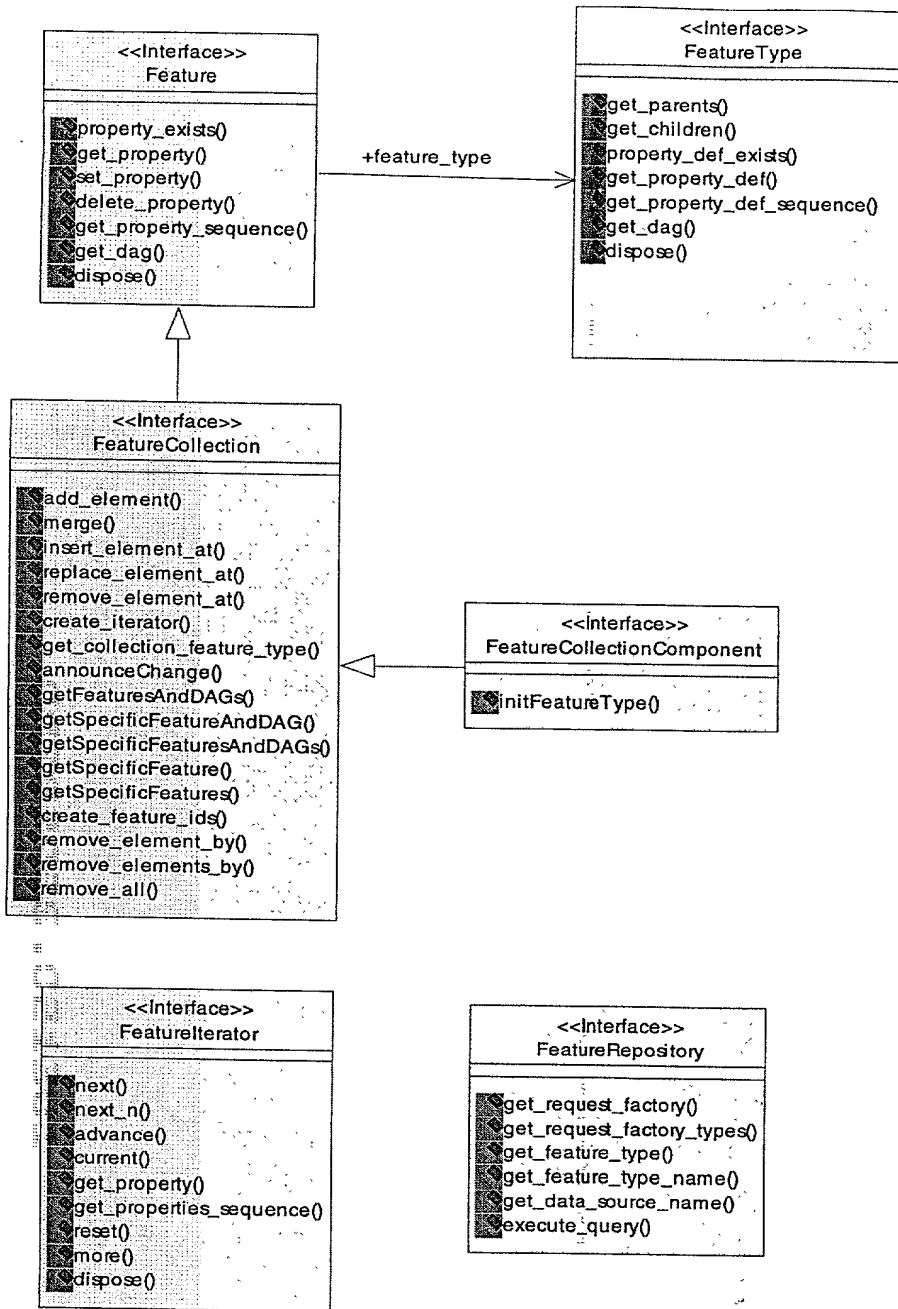 <<Interface>>
Feature
property_exists()
get_property()
set_property()
delete_property()
get_property_sequence()
get_dag()
dispose()
+feature_type
<<Interface>>
FeatureType
get_parents()
get_children()
property_def_exists()
get_property_def()
get_property_def_sequence()
get_dag()
dispose()
<<Interface>>
FeatureCollection
add_element()
merge()
insert_element_at()
replace_element_at()
remove_element_at()
create_iterator()
get_collection_feature_type()
announceChange()
getFeaturesAndDAGs()
getSpecificFeatureAndDAG()
getSpecificFeaturesAndDAGs()
getSpecificFeature()
getSpecificFeatures()
create_feature_ids()
remove_element_by()
remove_elements_by()
remove_all()
<<Interface>>
FeatureCollectionComponent
initFeatureType()
<<Interface>>
FeatureIterator
next()
next_n()
advance()
current()
get_property()
get_properties_sequence()
reset()
more()
dispose()
<<Interface>>
FeatureRepository
get_request_factory()
get_request_factory_types()
get_feature_type()
get_feature_type_name()
get_data_source_name()
execute_query()